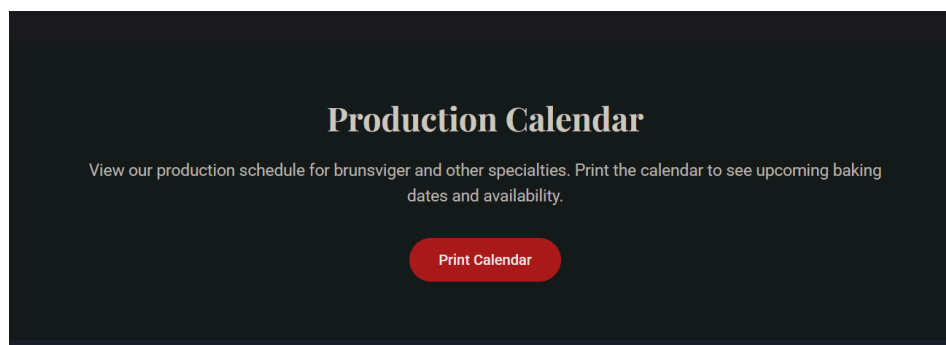 Production Calendar
View our production schedule for brunsviger and other specialties. Print the calendar to see upcoming baking
dates and availability.
Print Calendar